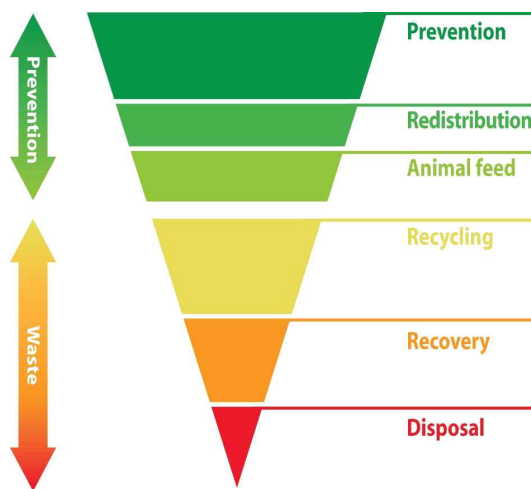 Prevention
Prevention
Redistribution
Animal feed
Waste
Recycling
Recovery
Disposal